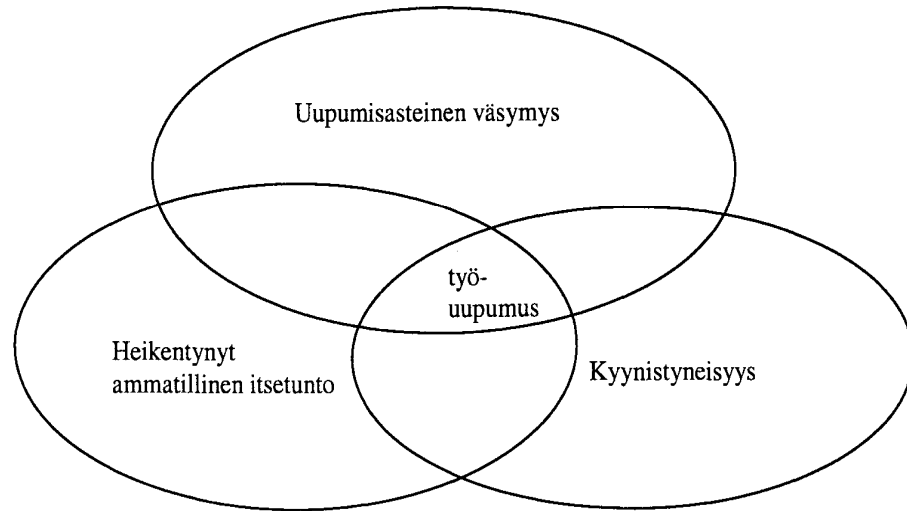 Uupumisasteinen väsymys
työ-
uupumus
Heikentynyt
ammatillinen itsetunto
Kyynistyneisyys